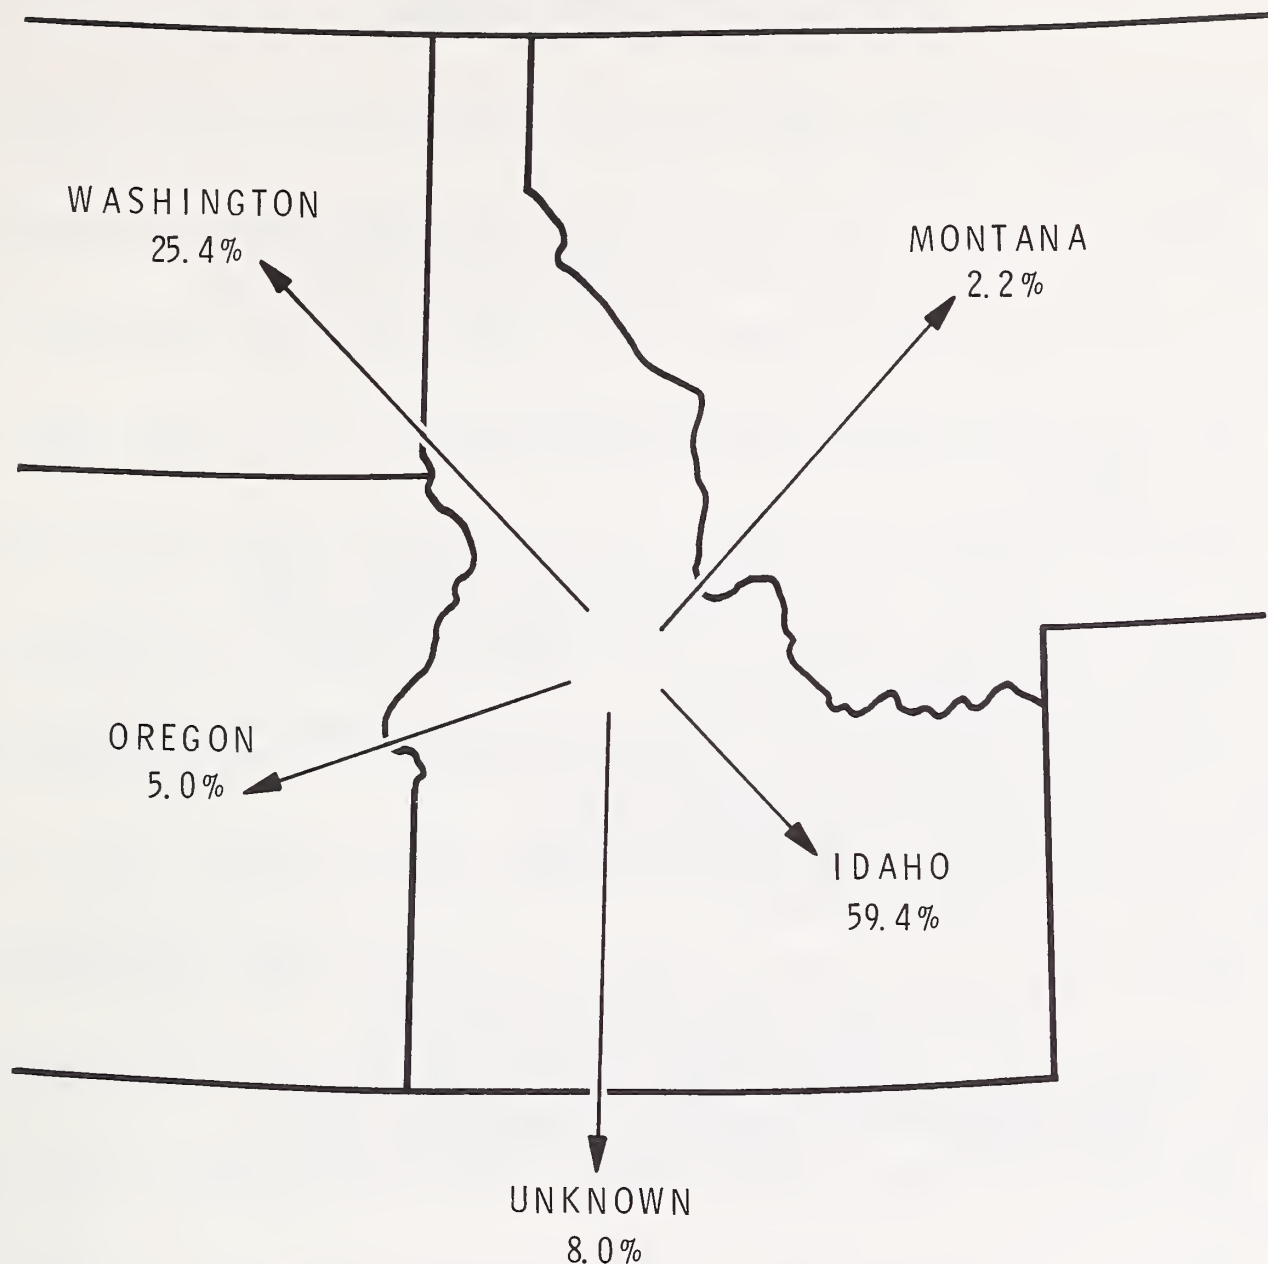 WASHINGTON
25.4%
MONTANA
2.2%
OREGON
5.0%
IDAHO
59.4%
UNKNOWN
8.0%